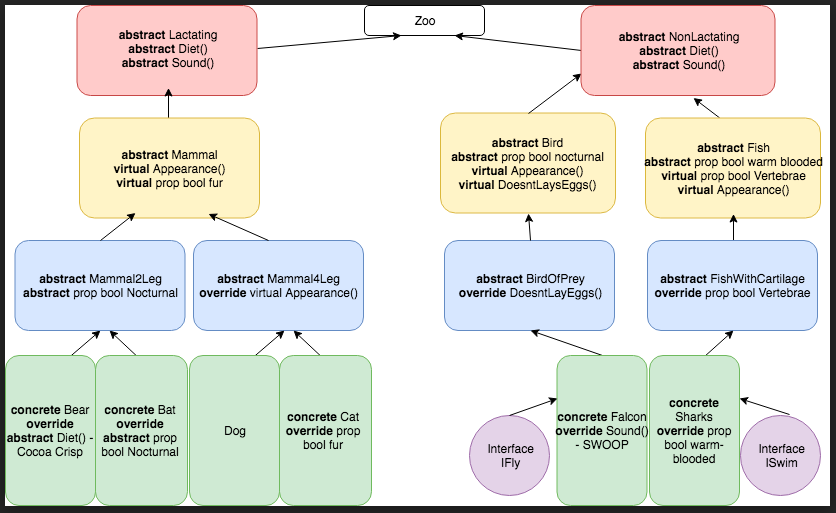 Zoo
abstract Lactating
abstract Diet()
abstract Sound()
abstract NonLactating
abstract Diet()
abstract Sound()
abstract Mammal
virtual Appearance()
virtual prop bool fur
abstract Bird
abstract prop bool nocturnal
virtual Appearance()
virtual DoesntLaysEggs()
abstract Fish
abstract prop bool warm blooded
virtual prop bool Vertebrae
virtual Appearance()
abstract Mammal2Leg
abstract prop bool Nocturnal
abstract Mammal4Leg
override virtual Appearance()
abstract BirdOfPrey
override DoesntLayEggs()
abstract FishWithCartilage
override prop bool Vertebrae
concrete Bear
override
abstract Diet() -
Cocoa Crisp
concrete Bat
override
abstract prop
bool Nocturnal
Dog
concrete Cat
override prop
bool fur
Interface
IFly
concrete Falcon
override Sound()
- SWOOP
concrete
Sharks
override prop
bool warm-
blooded
Interface
ISwim